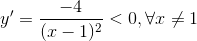 y' = \frac{-4}{(x-1)^2} < 0, \forall x \neq 1